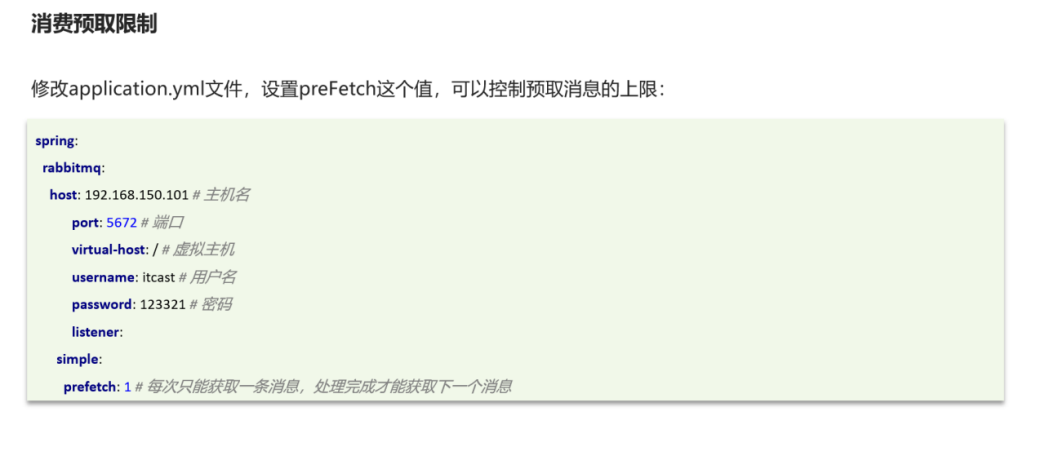 消费预取限制
修改application.yml文件，设置preFetch这个值，可以控制预取消息的上限：
spring:
rabbitmq:
host: 192.168.150.101 # 主机名
port: 5672 # 端口
virtual-host: / # 虚拟主机
username: itcast # 用户名
password: 123321 # 密码
listener:
simple:
prefetch: 1 # 每次只能获取一条消息，处理完成才能获取下一个消息